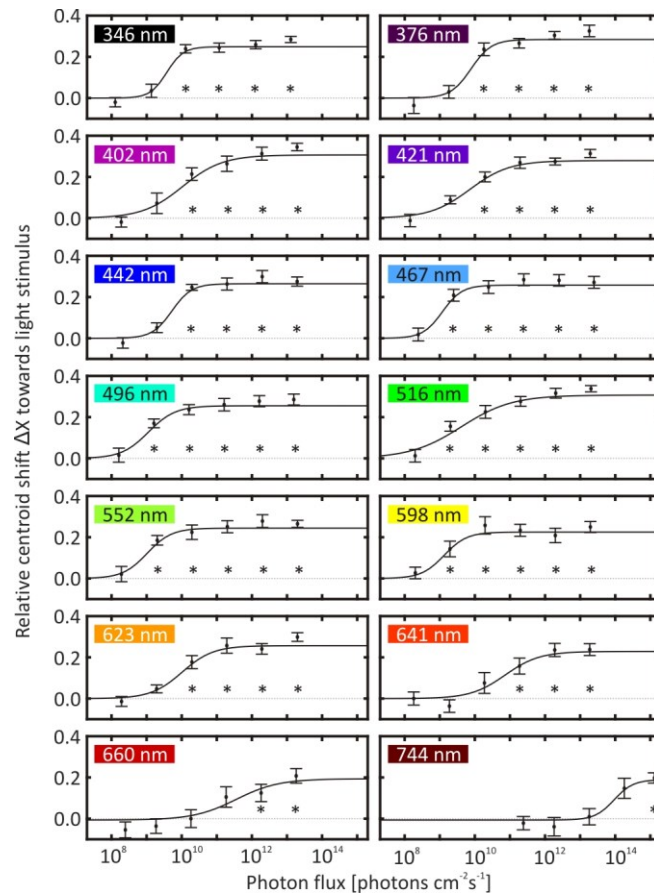 Relative centroid shift ΔX towards light stimulus
0.4 346 nm 376 nm
0.2
0.0 * * * * * * * *
0.4 402 nm 421 nm
0.2
0.0 * * * * * * * *
0.4 442 nm 467 nm
0.2
0.0 * * * * * * * * *
0.4 496 nm 516 nm
0.2
0.0 * * * * * * * * * *
0.4 552 nm 598 nm
0.2
0.0 * * * * * * * * * *
0.4 623 nm 641 nm
0.2
0.0 * * * * * * *
0.4 660 nm 744 nm
0.2
0.0 * * *
10⁸ 10¹⁰ 10¹² 10¹⁴ 10⁸ 10¹⁰ 10¹² 10¹⁴
Photon flux [photons cm⁻²s⁻¹]